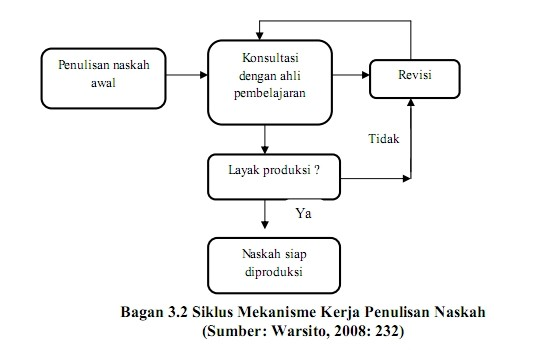 Penulisan naskah
awal
Konsultasi
dengan ahli
pembelajaran
Revisi
Tidak
Layak produksi ?
Ya
Naskah siap
diproduksi
Bagan 3.2 Siklus Mekanisme Kerja Penulisan Naskah
(Sumber: Warsito, 2008: 232)